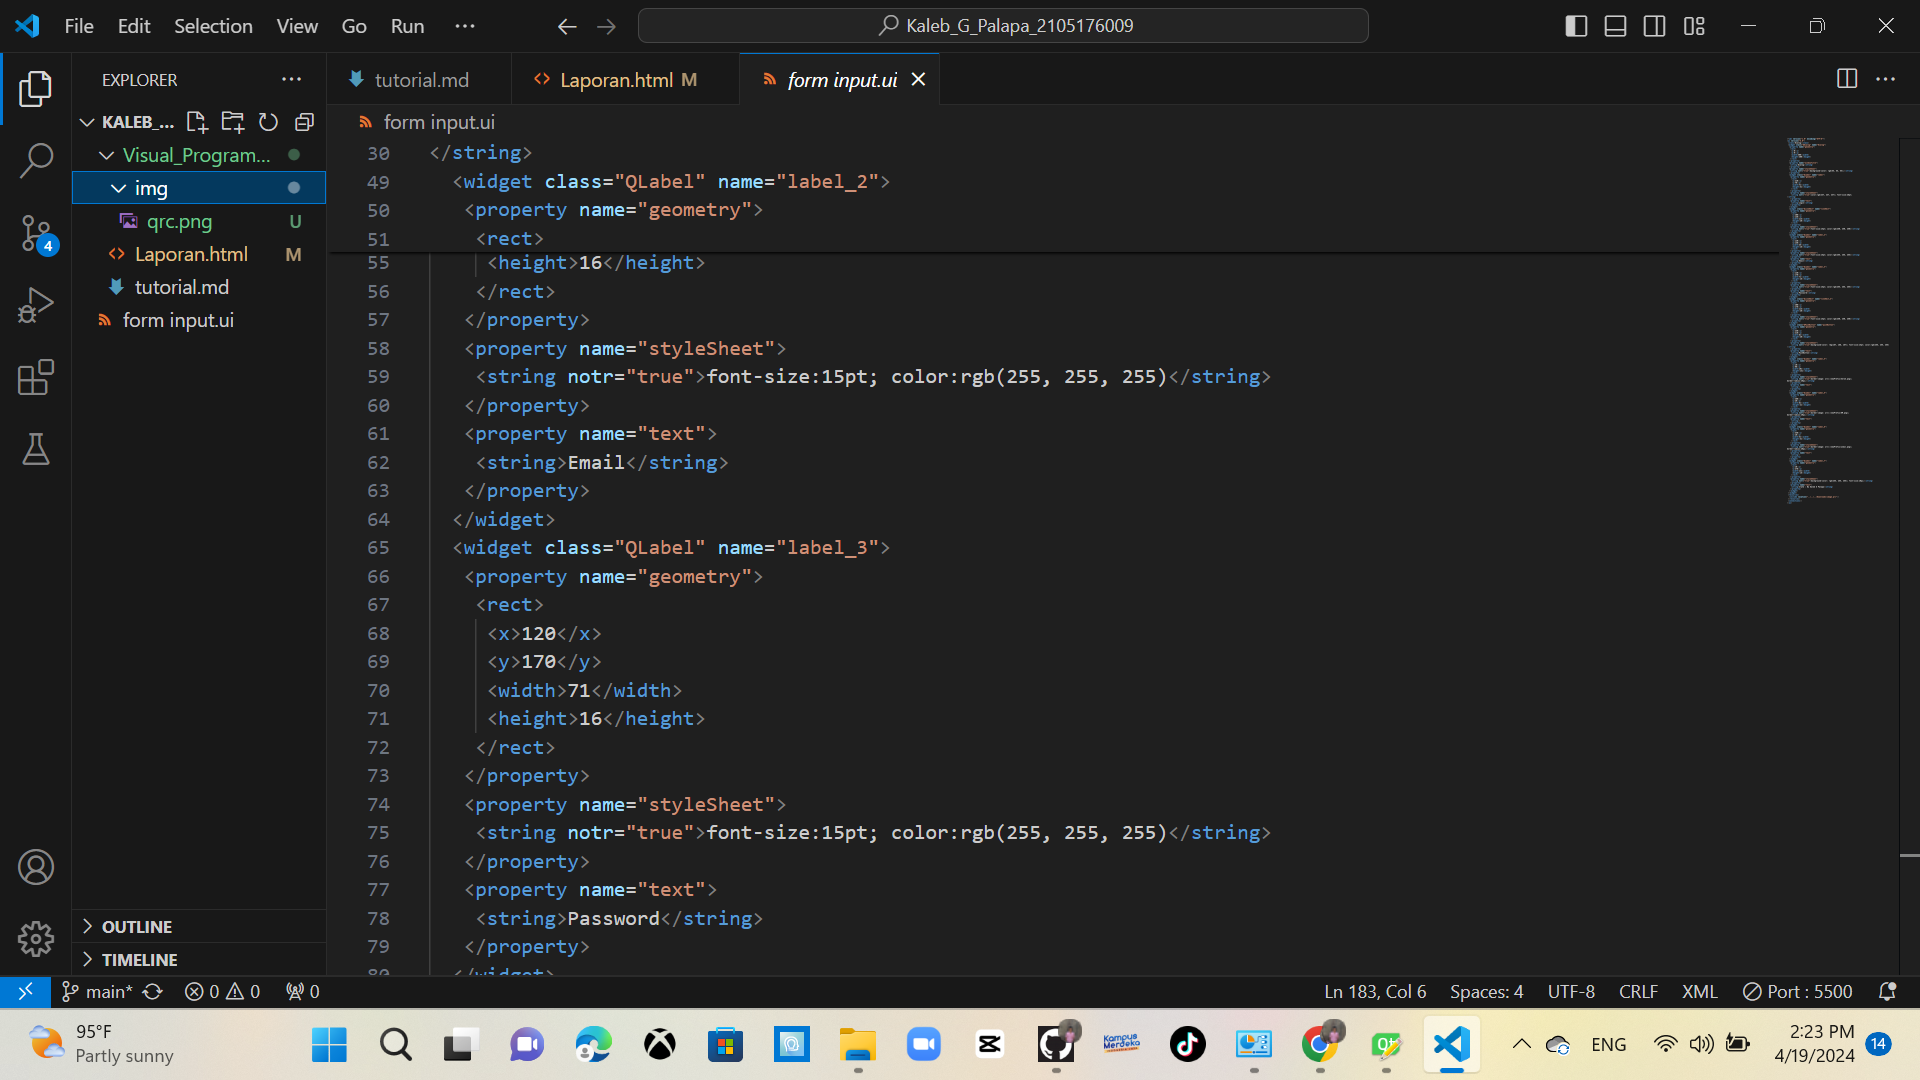 File Edit Selection View Go Run ···
Kaleb_G_Palapa_2105176009
EXPLORER
tutorial.md
Laporan.html M
form input.ui
KALEB_...
form input.ui
Visual_Program...
img
qrc.png U
Laporan.html M
tutorial.md
form input.ui
30 </string>
49 <widget class="QLabel" name="label_2">
50 <property name="geometry">
51 <rect>
55 <height>16</height>
56 </rect>
57 </property>
58 <property name="styleSheet">
59 <string notr="true">font-size:15pt; color:rgb(255, 255, 255)</string>
60 </property>
61 <property name="text">
62 <string>Email</string>
63 </property>
64 </widget>
65 <widget class="QLabel" name="label_3">
66 <property name="geometry">
67 <rect>
68 <x>120</x>
69 <y>170</y>
70 <width>71</width>
71 <height>16</height>
72 </rect>
73 </property>
74 <property name="styleSheet">
75 <string notr="true">font-size:15pt; color:rgb(255, 255, 255)</string>
76 </property>
77 <property name="text">
78 <string>Password</string>
79 </property>
80 </widget>
4
OUTLINE
TIMELINE
main* 0 0 0
Ln 183, Col 6 Spaces: 4 UTF-8 CRLF XML Port : 5500
95°F
Partly sunny
Kampus
Merdeka
Qt
ENG
2:23 PM
4/19/2024
14